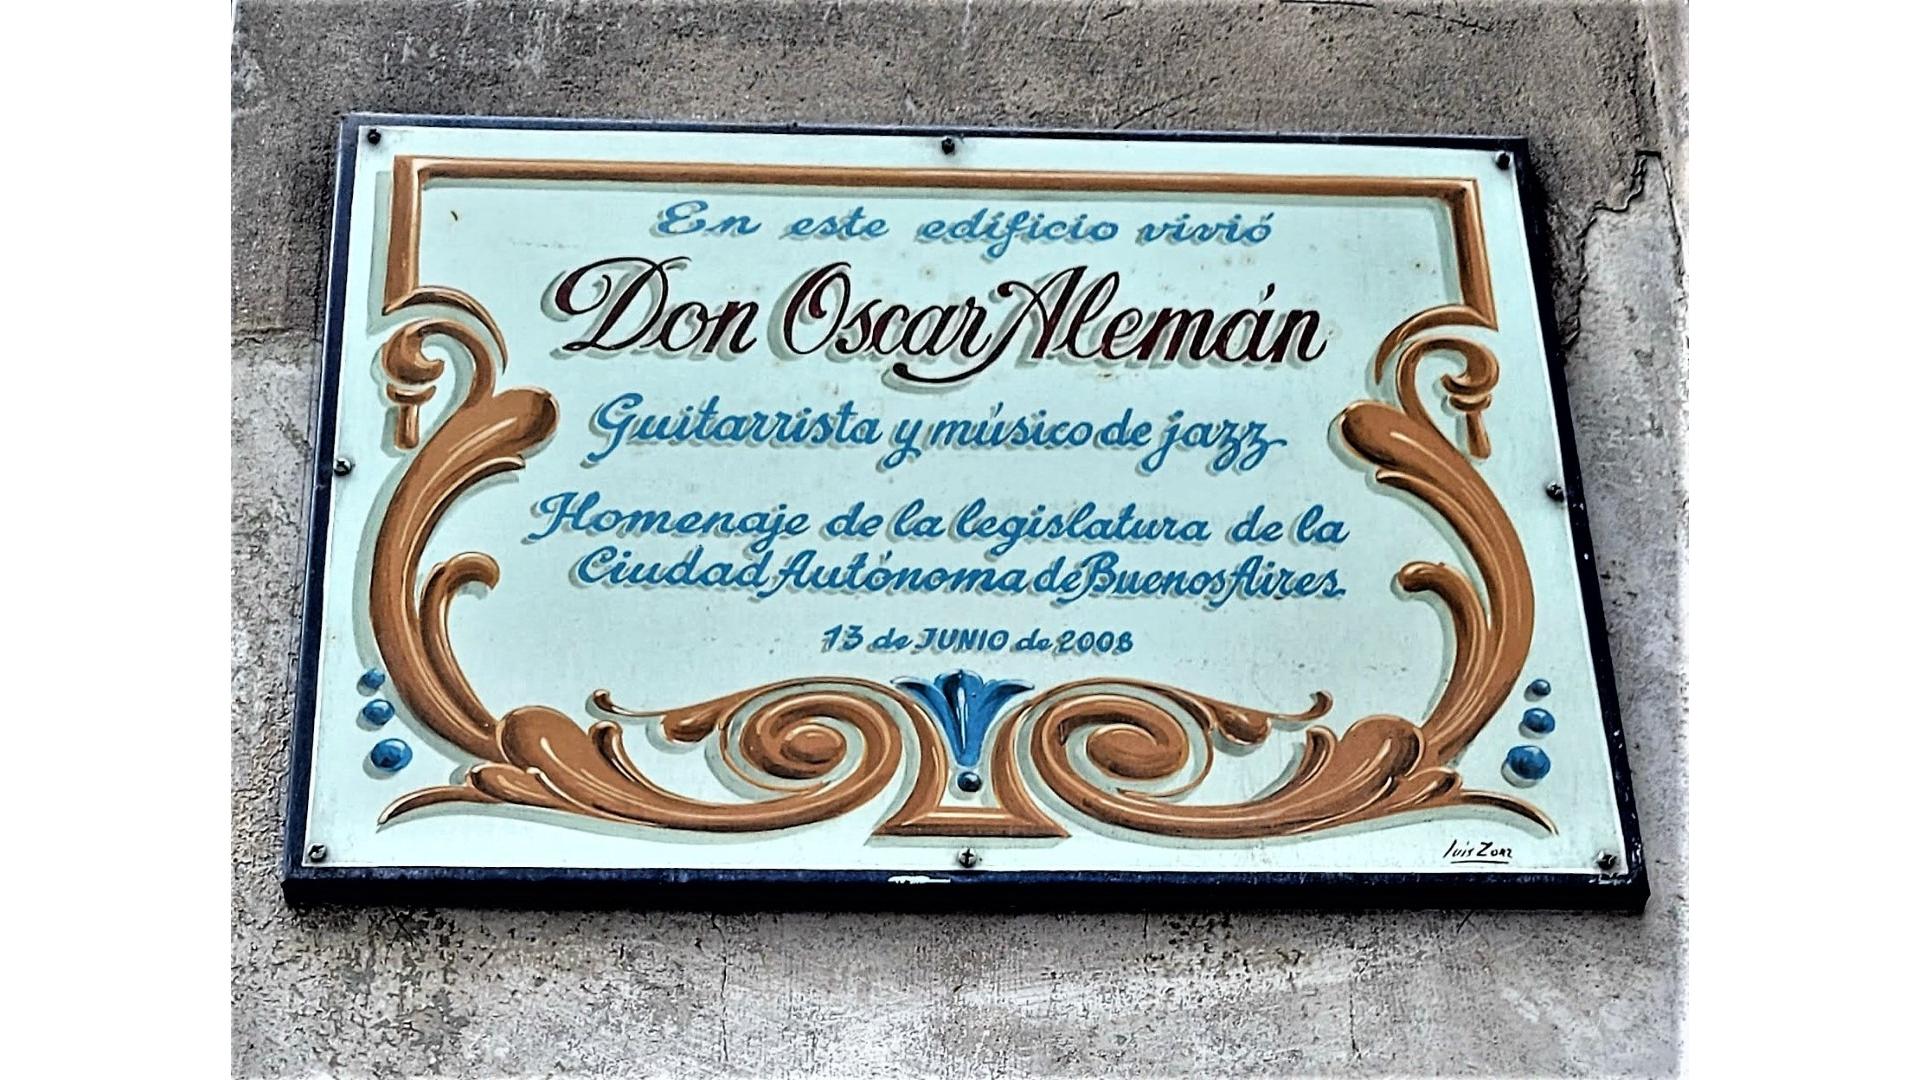 En este edificio vivió
Don Oscar Alemán
Guitarrista y músico de jazz
Homenaje de la legislatura de la
Ciudad Autónoma de Buenos Aires
13 de JUNIO de 2008
Luis Zorz